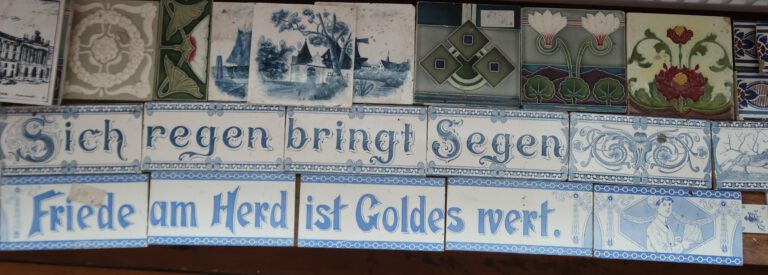 Sich regen bringt Segen
Friede am Herd ist Goldes wert.